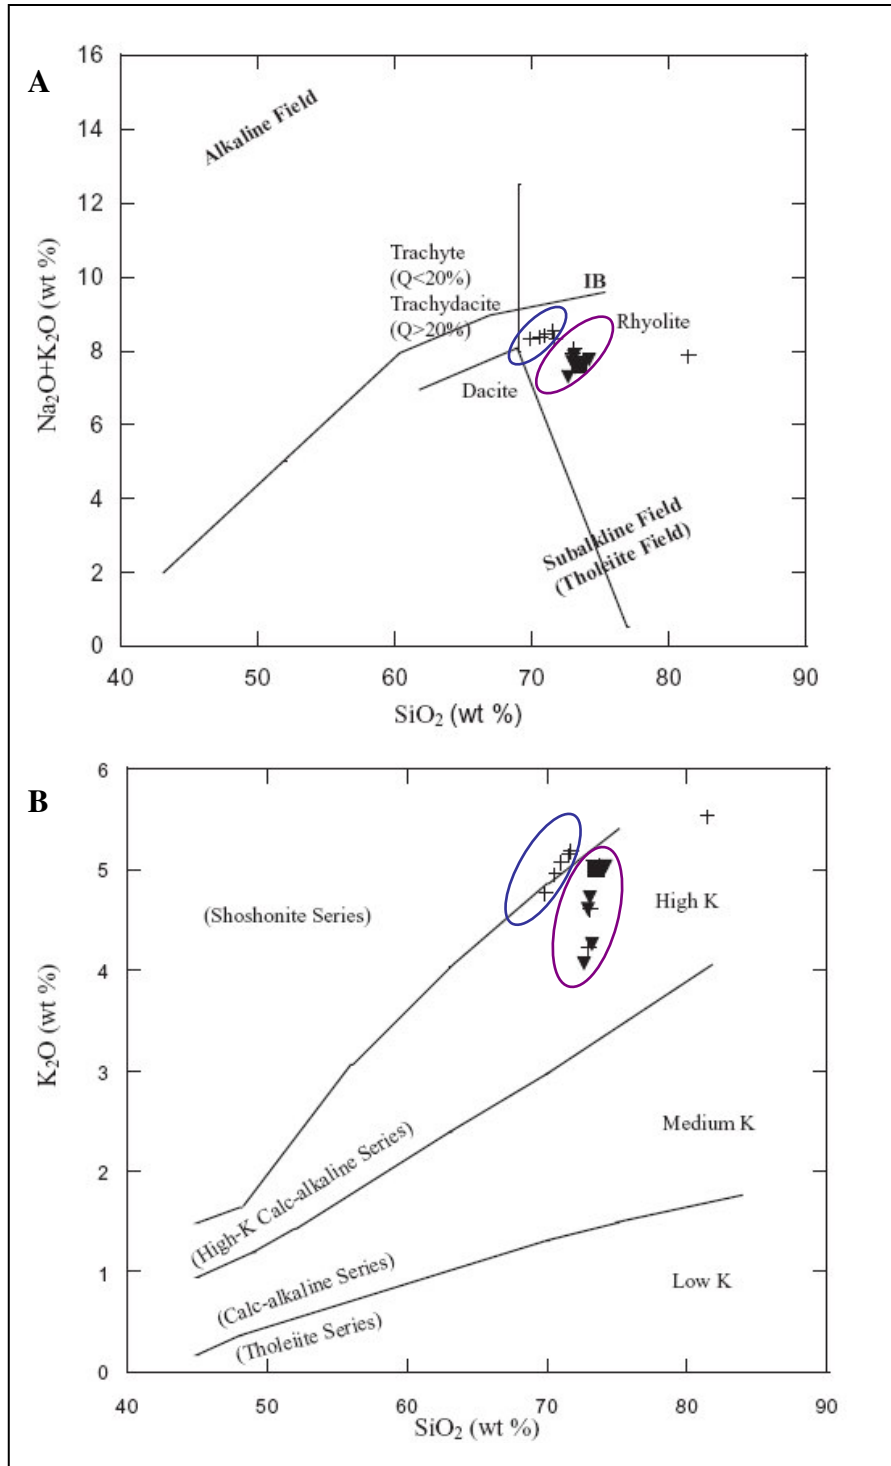 A
16
14
12
10
8
6
4
2
0
Na₂O+K₂O (wt %)
Alkaline Field
Trachyte
(Q<20%)
Trachydacite
(Q>20%)
IB
Rhyolite
Dacite
Subalkline Field
(Tholeiite Field)
40 50 60 70 80 90
SiO₂ (wt %)
B
6
5
4
3
2
1
0
K₂O (wt %)
(Shoshonite Series)
High K
(High-K Calc-alkaline Series)
Medium K
(Calc-alkaline Series)
(Tholeiite Series)
Low K
40 50 60 70 80 90
SiO₂ (wt %)